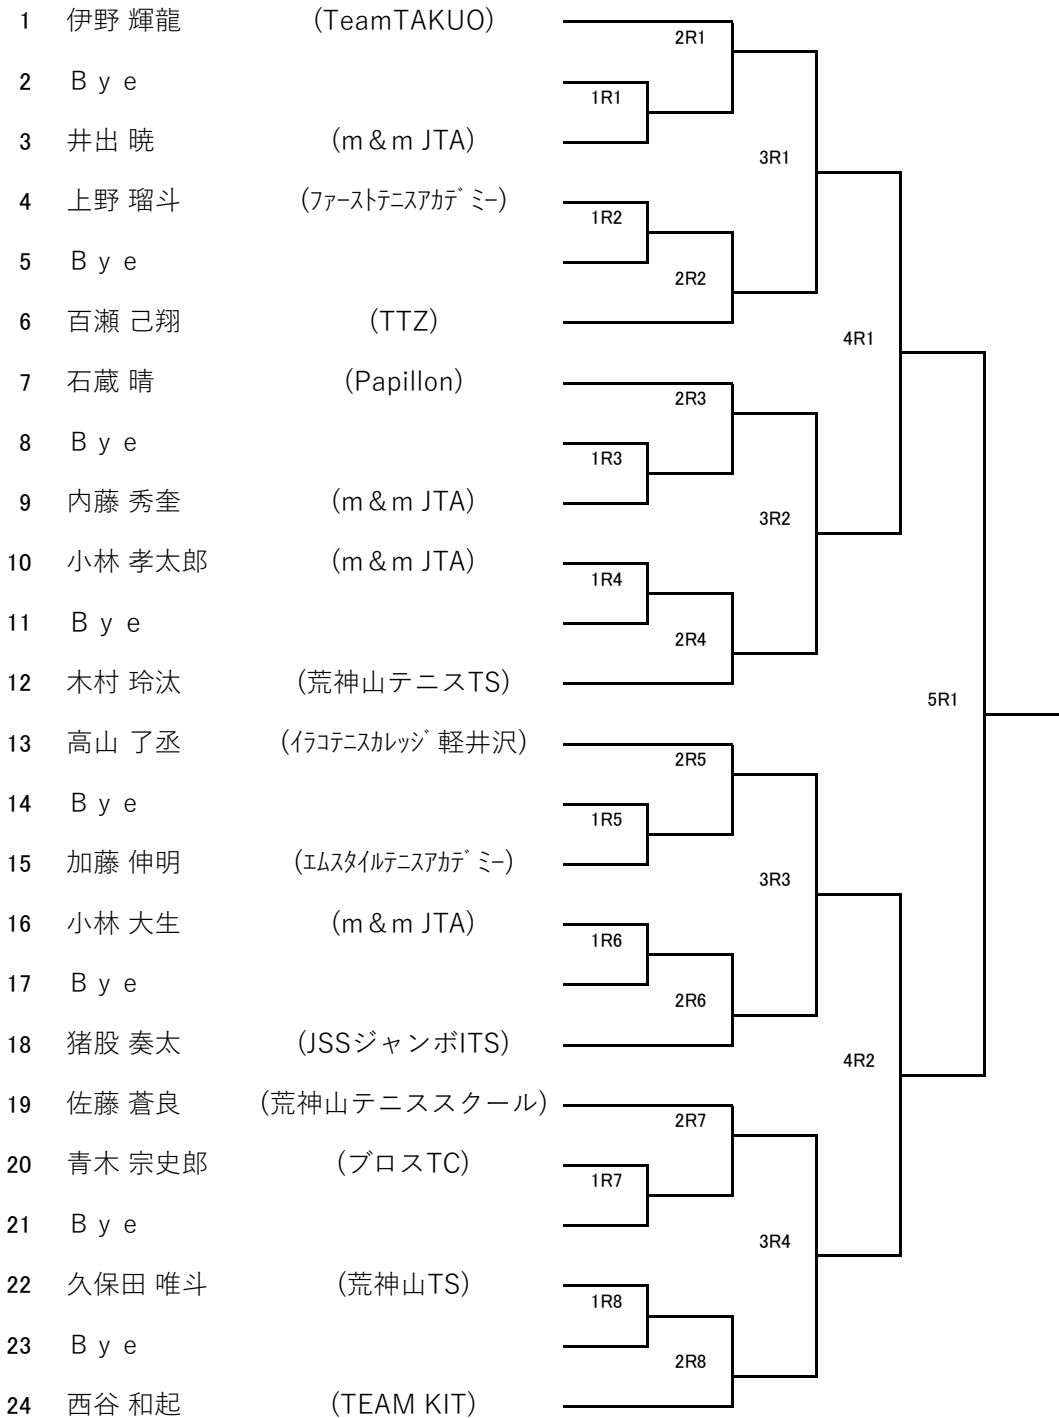 1 伊野 輝龍 (TeamTAKUO)
2R1
2 Ｂｙｅ
1R1
3 井出 暁 (m＆m JTA)
3R1
4 上野 瑠斗 (ﾌｧｰｽﾄﾃﾆｽｱｶﾃﾞﾐｰ)
1R2
5 Ｂｙｅ
2R2
6 百瀬 己翔 (TTZ)
4R1
7 石蔵 晴 (Papillon)
2R3
8 Ｂｙｅ
1R3
9 内藤 秀奎 (m＆m JTA)
3R2
10 小林 孝太郎 (m＆m JTA)
1R4
11 Ｂｙｅ
2R4
12 木村 玲汰 (荒神山テニスTS)
5R1
13 高山 了丞 (ｲﾗｺﾃﾆｽｶﾚｯｼﾞ軽井沢)
2R5
14 Ｂｙｅ
1R5
15 加藤 伸明 (ｴﾑｽﾀｲﾙﾃﾆｽｱｶﾃﾞﾐｰ)
3R3
16 小林 大生 (m＆m JTA)
1R6
17 Ｂｙｅ
2R6
18 猪股 奏太 (JSSジャンボITS)
4R2
19 佐藤 蒼良 (荒神山テニススクール)
2R7
20 青木 宗史郎 (ブロスTC)
1R7
21 Ｂｙｅ
3R4
22 久保田 唯斗 (荒神山TS)
1R8
23 Ｂｙｅ
2R8
24 西谷 和起 (TEAM KIT)